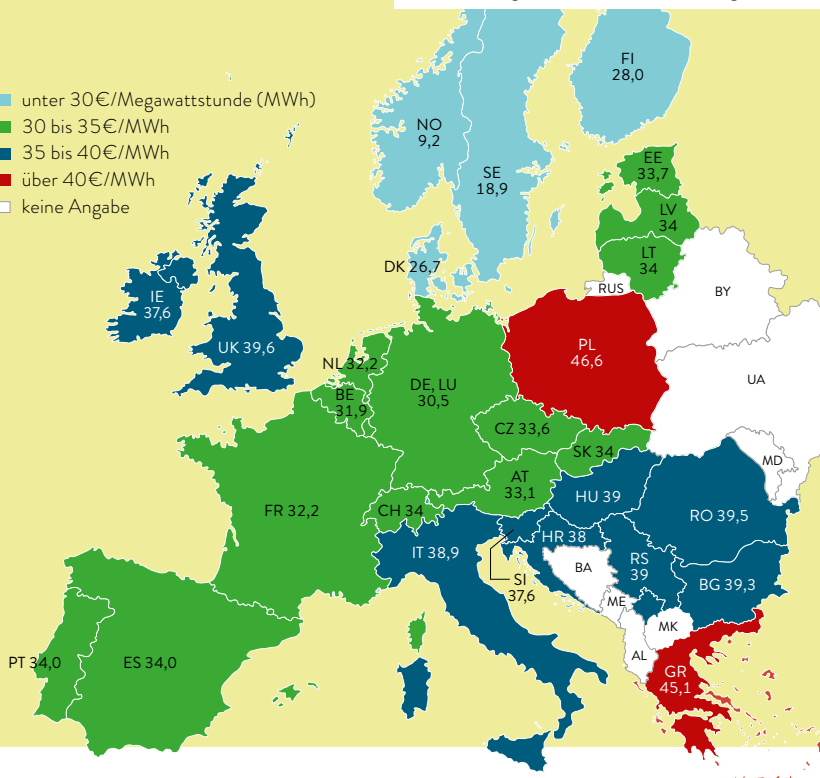 unter 30€/Megawattstunde (MWh)
30 bis 35€/MWh
35 bis 40€/MWh
über 40€/MWh
keine Angabe
FI
28,0
NO
9,2
SE
18,9
EE
33,7
LV
34
LT
34
DK 26,7
RUS
BY
IE
37,6
UK 39,6
NL 32,2
BE
31,9
DE, LU
30,5
PL
46,6
UA
CZ 33,6
SK 34
MD
AT
33,1
HU 39
FR 32,2
CH 34
RO 39,5
IT 38,9
HR 38
SI
37,6
BA
RS
39
BG 39,3
ME
MK
AL
GR
45,1
PT 34,0
ES 34,0